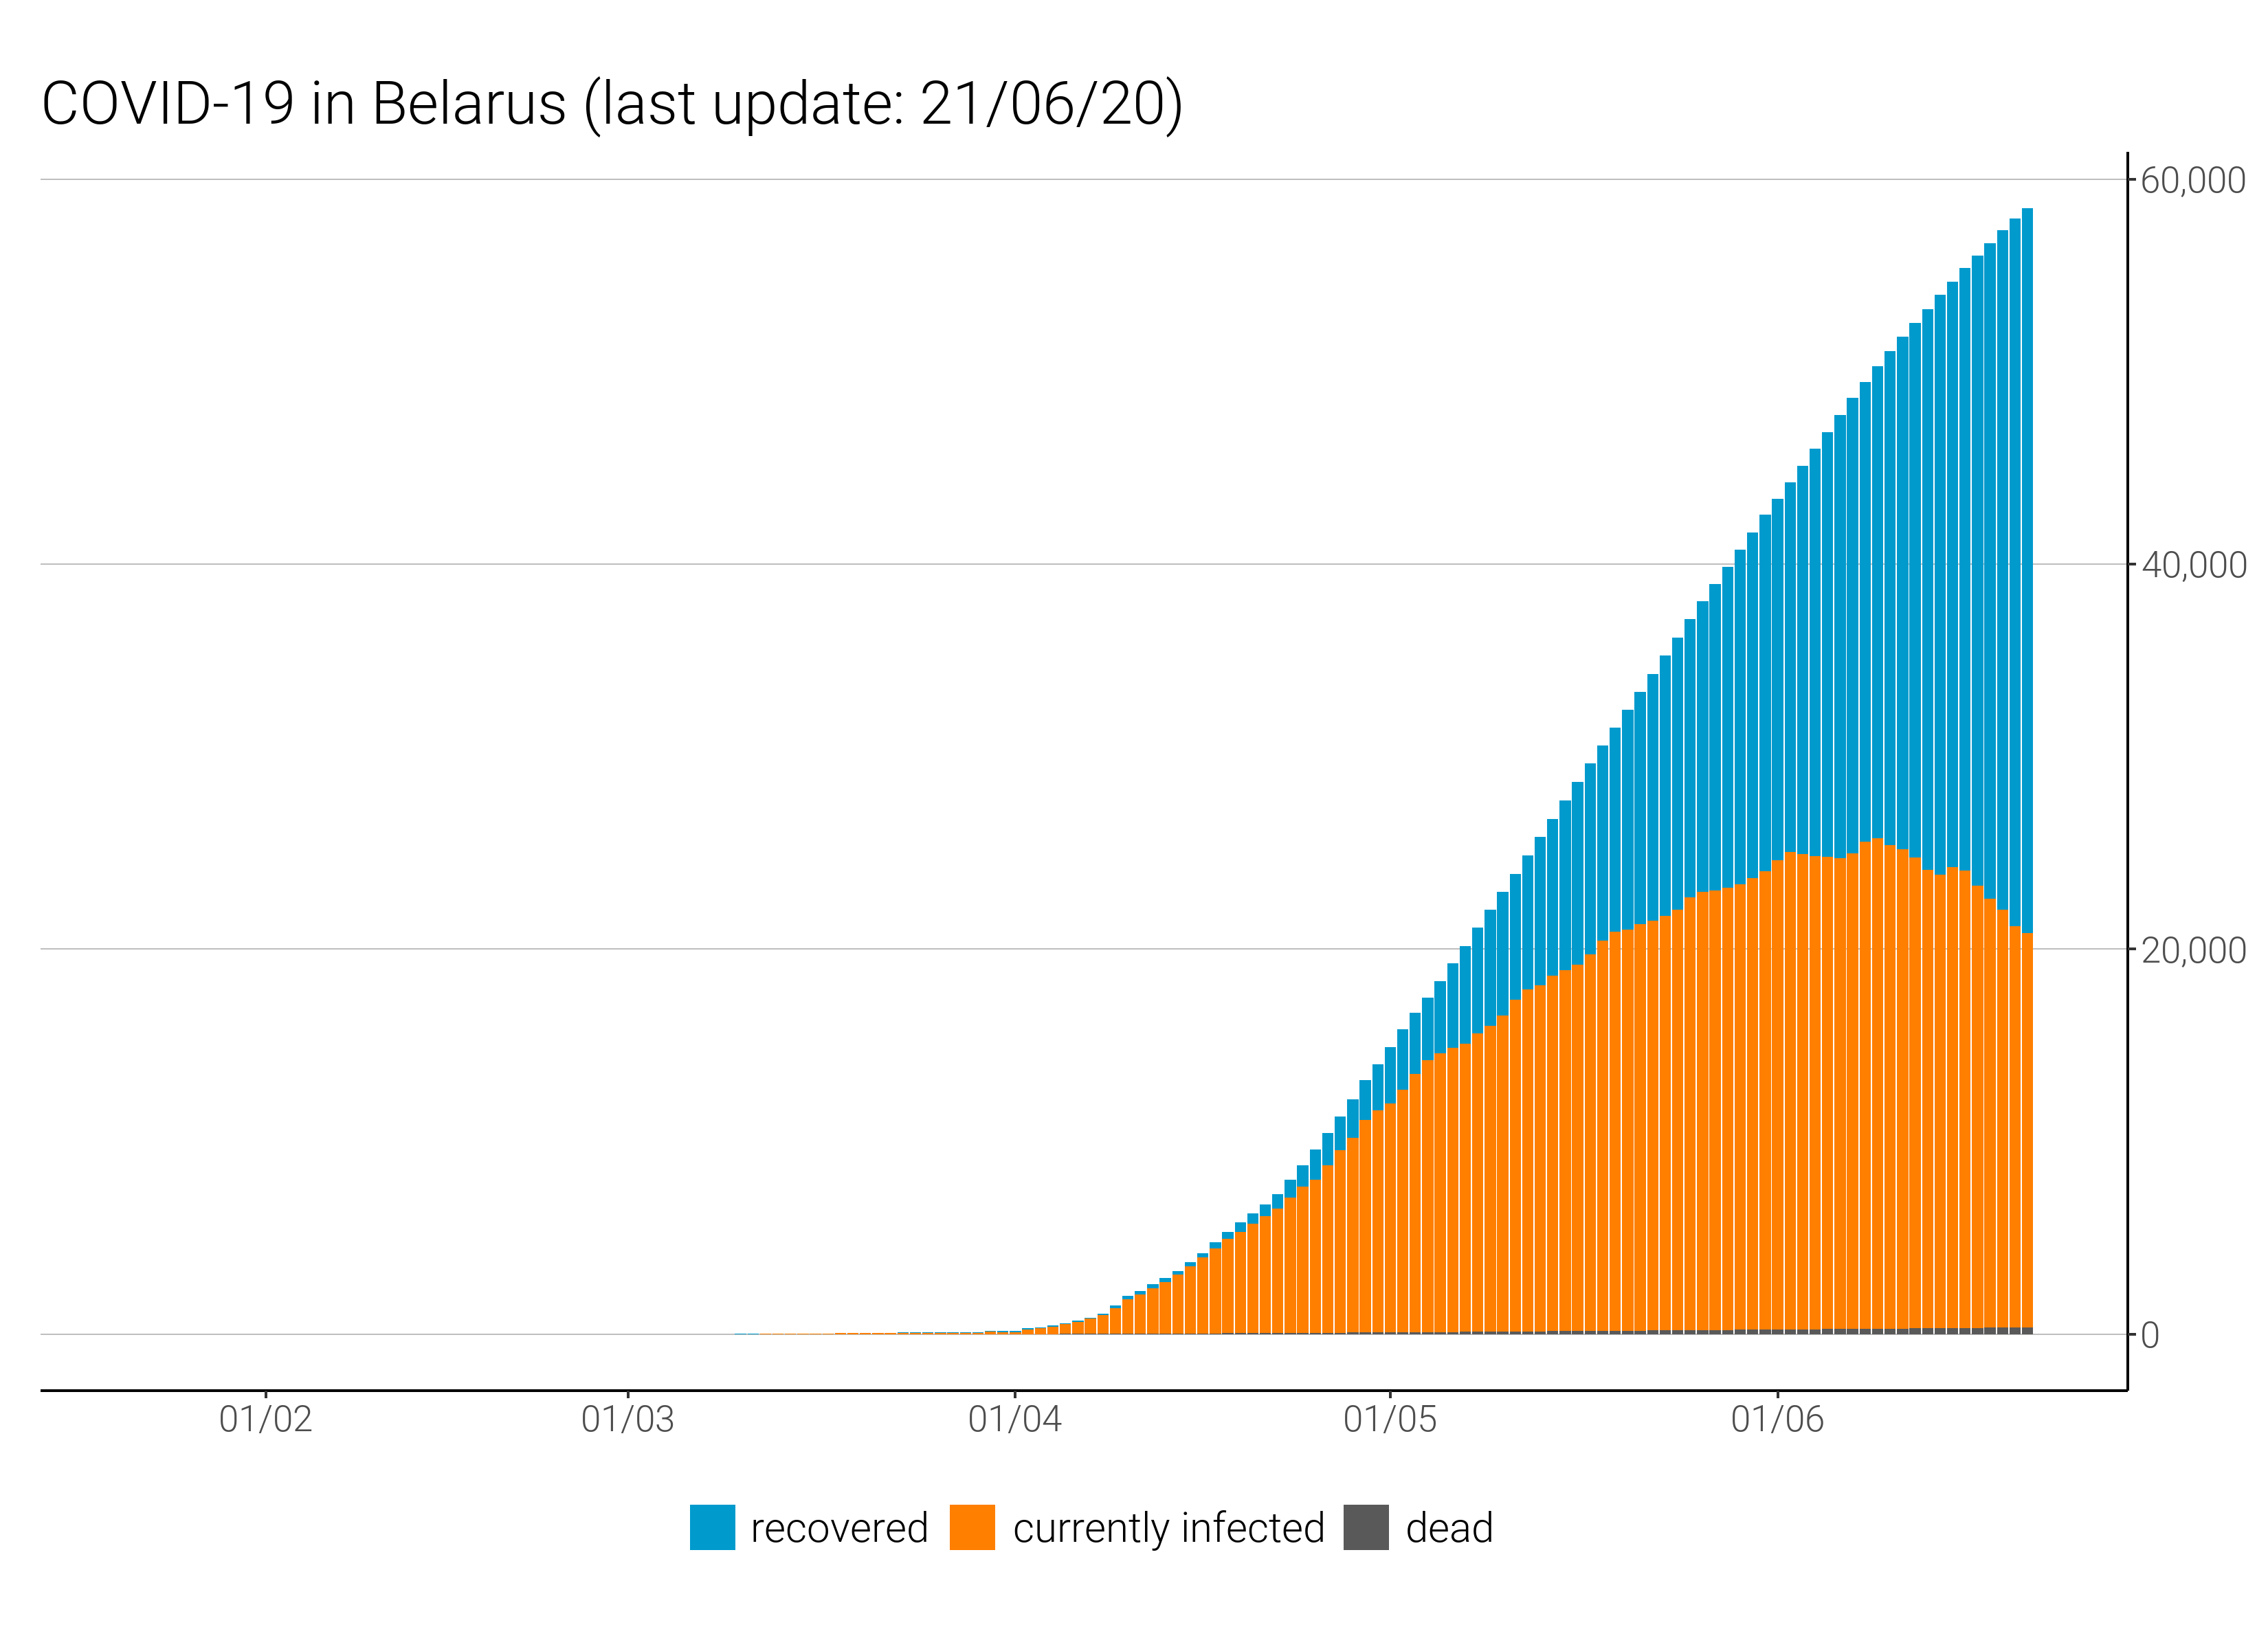 COVID-19 in Belarus (last update: 21/06/20)
60,000
40,000
20,000
0
01/02 01/03 01/04 01/05 01/06
recovered currently infected dead